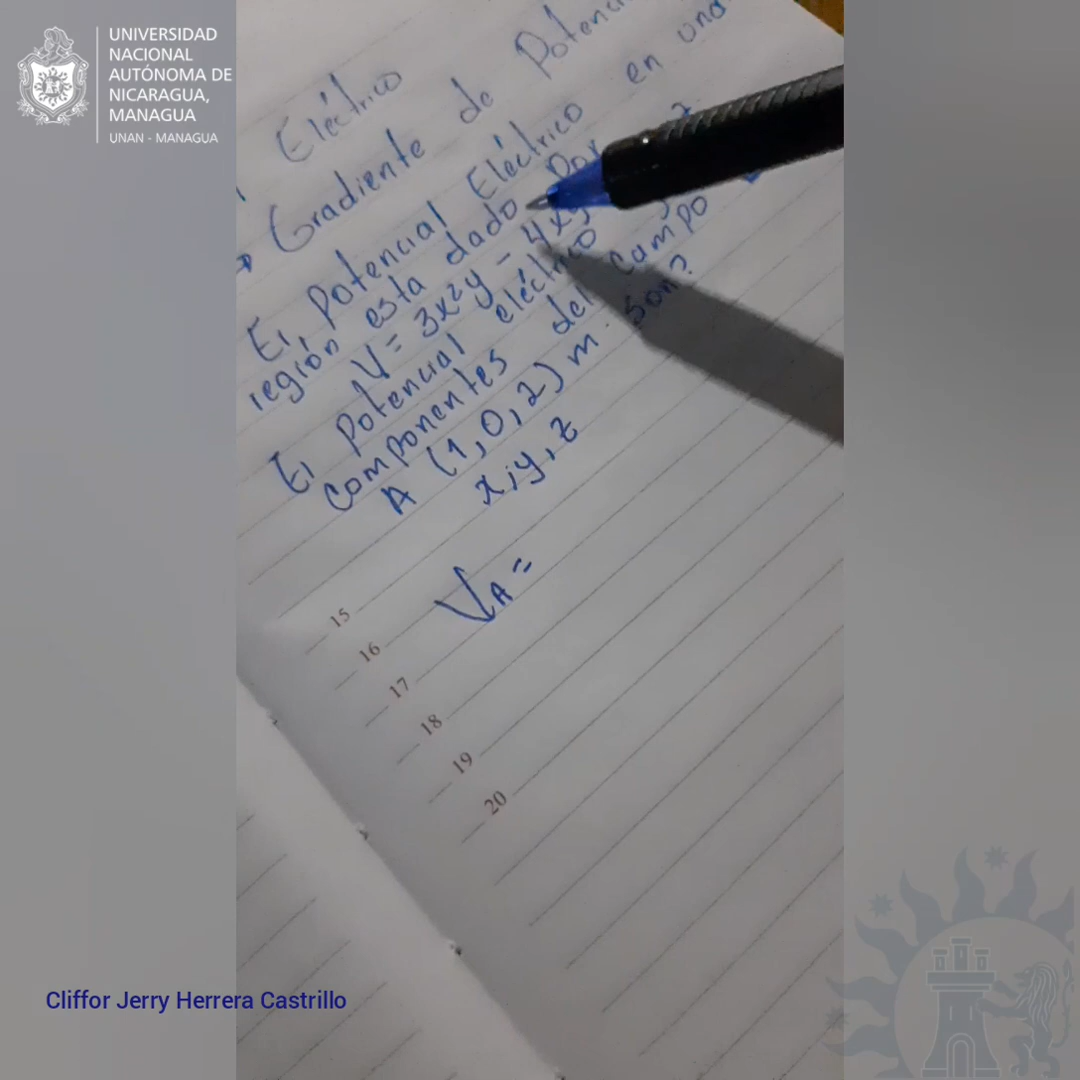 UNIVERSIDAD
NACIONAL
AUTÓNOMA DE
NICARAGUA,
MANAGUA
UNAN - MANAGUA
Eléctrico
Gradiente de
El Potencial Eléctrico en una
región esta dado Por
V = 3x²y - 4x
El Potencial eléctrico
componentes del campo
A (1, 0, 2) m. Son?
x, y, z
V_A =
15
16
17
18
19
20
Cliffor Jerry Herrera Castrillo